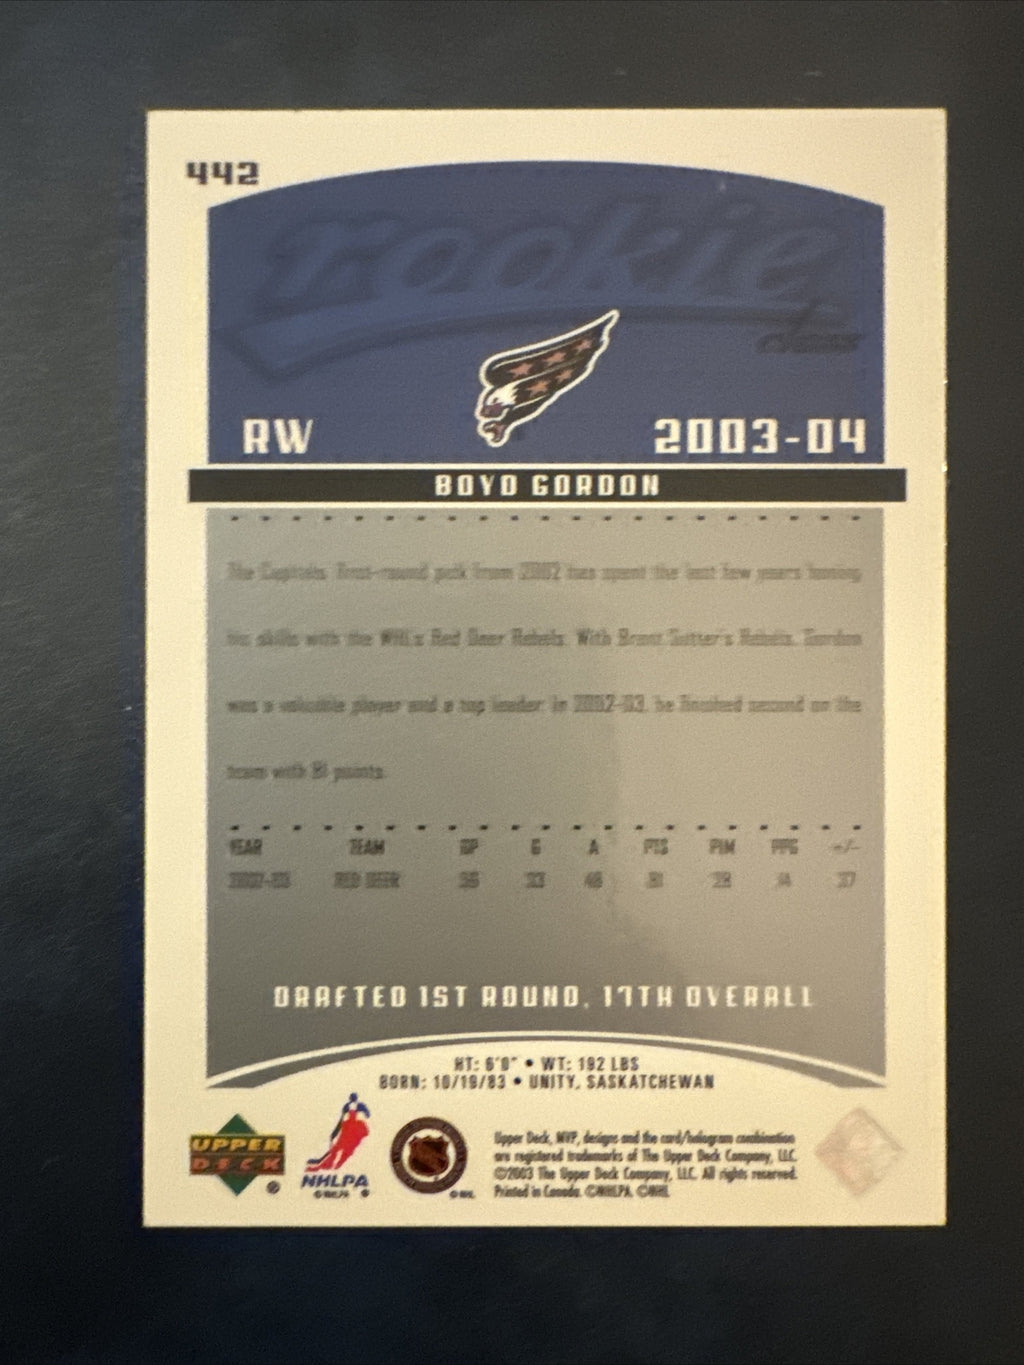 442
rookie
class
RW
2003-04
BOYD GORDON
The Capitals first-round pick from 2002 has spent the last few years honing
his skills with the WHL's Red Deer Rebels. With Brent Sutter's Rebels, Gordon
was a valuable player and a top leader. In 2002-03, he finished second on the
team with 81 points.
YEAR TEAM GP G A PTS PIM PPG +/-
2002-03 RED DEER 33 48 81 28 14 37
DRAFTED 1ST ROUND, 17TH OVERALL
HT: 6'0" • WT: 192 LBS
BORN: 10/19/83 • UNITY, SASKATCHEWAN
UPPER
DECK
NHLPA
Upper Deck, MVP, designs and the card/hologram combination
are registered trademarks of The Upper Deck Company, LLC.
©2003 The Upper Deck Company, LLC. All rights reserved.
Printed in Canada. ©NHLPA. ©NHL